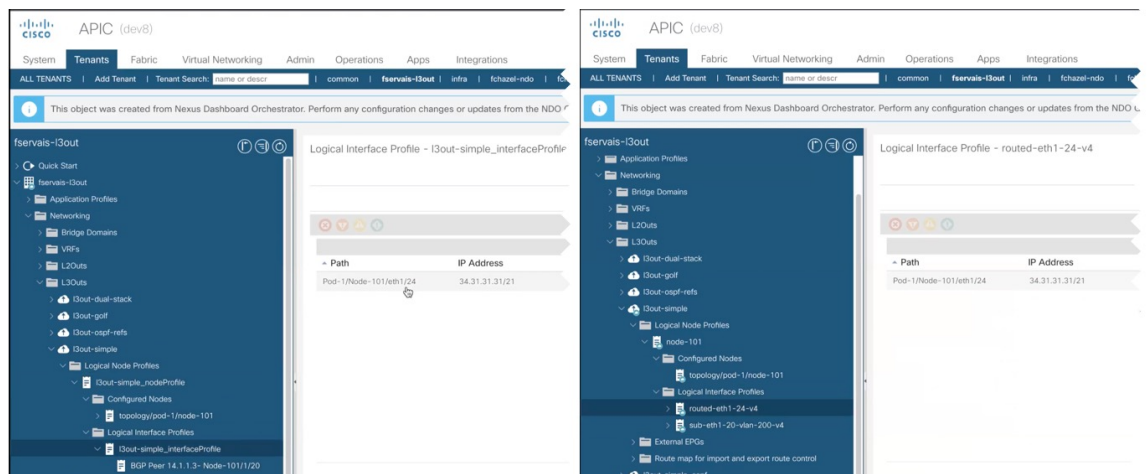 CISCO
APIC (dev8)
System Tenants Fabric Virtual Networking Admin Operations Apps Integrations
ALL TENANTS | Add Tenant | Tenant Search: name or descr | common | fservais-l3out | infra | fchazel-ndo |
This object was created from Nexus Dashboard Orchestrator. Perform any configuration changes or updates from the NDO
fservais-l3out
Quick Start
fservais-l3out
Application Profiles
Networking
Bridge Domains
VRFs
L2Outs
L3Outs
l3out-dual-stack
l3out-golf
l3out-ospf-refs
l3out-simple
Logical Node Profiles
l3out-simple_nodeProfile
Configured Nodes
topology/pod-1/node-101
Logical Interface Profiles
l3out-simple_interfaceProfile
BGP Peer 14.1.1.3- Node-101/1/20
Logical Interface Profile - l3out-simple_interfaceProfile
Path IP Address
Pod-1/Node-101/eth1/24 34.31.31.31/21
CISCO
APIC (dev8)
System Tenants Fabric Virtual Networking Admin Operations Apps Integrations
ALL TENANTS | Add Tenant | Tenant Search: name or descr | common | fservais-l3out | infra | fchazel-ndo |
This object was created from Nexus Dashboard Orchestrator. Perform any configuration changes or updates from the NDO
fservais-l3out
Application Profiles
Networking
Bridge Domains
VRFs
L2Outs
L3Outs
l3out-dual-stack
l3out-golf
l3out-ospf-refs
l3out-simple
Logical Node Profiles
node-101
Configured Nodes
topology/pod-1/node-101
Logical Interface Profiles
routed-eth1-24-v4
sub-eth1-20-vlan-200-v4
External EPGs
Route map for import and export route control
Logical Interface Profile - routed-eth1-24-v4
Path IP Address
Pod-1/Node-101/eth1/24 34.31.31.31/21